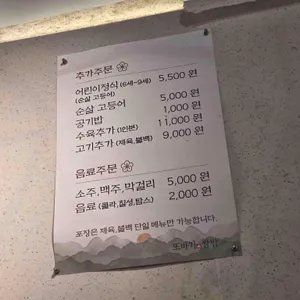 추가주문
어린이정식 (6세~9세) 5,500 원
(순살 고등어)
순살 고등어 5,000 원
공기밥 1,000 원
수육추가 (1인분) 11,000 원
고기추가 (제육,불백) 9,000 원
음료주문
소주,맥주,막걸리 5,000 원
음료 (콜라,칠성,탑스) 2,000 원
포장은 제육,불백 단일 메뉴만 가능합니다.